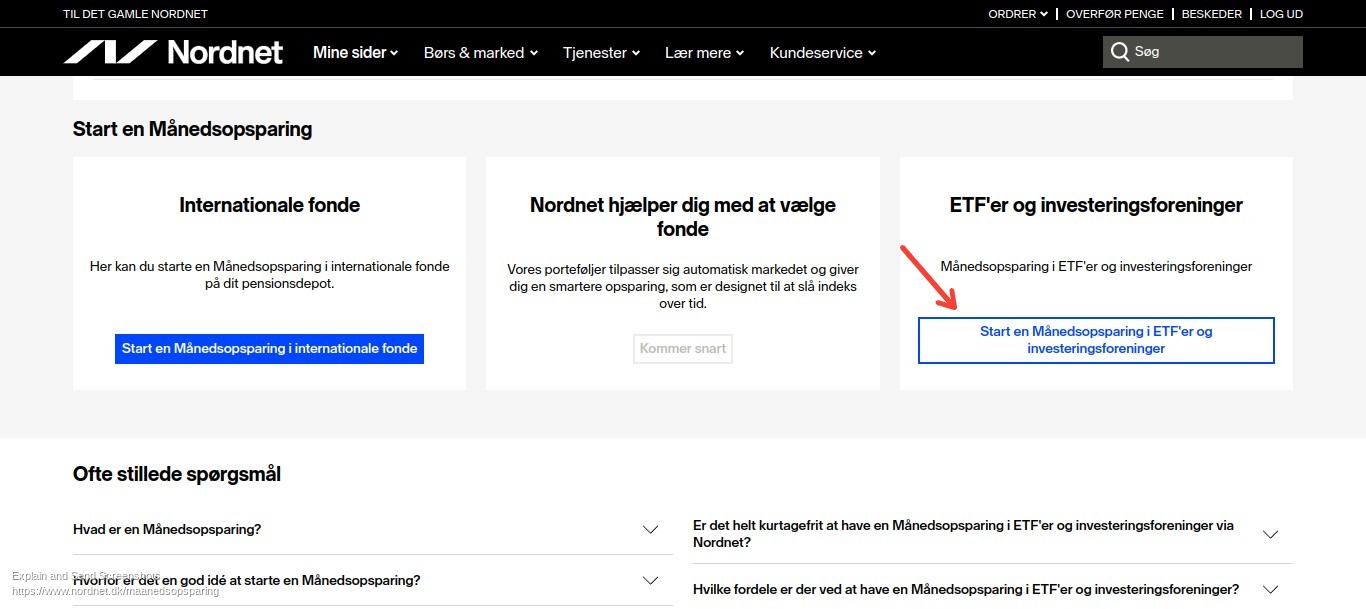 TIL DET GAMLE NORDNET
ORDRER
OVERFØR PENGE
BESKEDER
LOG UD
Nordnet
Mine sider
Børs & marked
Tjenester
Lær mere
Kundeservice
Søg
Start en Månedsopsparing
Internationale fonde
Her kan du starte en Månedsopsparing i internationale fonde
på dit pensionsdepot.
Start en Månedsopsparing i internationale fonde
Nordnet hjælper dig med at vælge
fonde
Vores porteføljer tilpasser sig automatisk markedet og giver
dig en smartere opsparing, som er designet til at slå indeks
over tid.
Kommer snart
ETF'er og investeringsforeninger
Månedsopsparing i ETF'er og investeringsforeninger
Start en Månedsopsparing i ETF'er og
investeringsforeninger
Ofte stillede spørgsmål
Hvad er en Månedsopsparing?
Hvorfor er det en god idé at starte en Månedsopsparing?
Er det helt kurtagefrit at have en Månedsopsparing i ETF'er og investeringsforeninger via
Nordnet?
Hvilke fordele er der ved at have en Månedsopsparing i ETF'er og investeringsforeninger?
Explain and Send Screenshots
https://www.nordnet.dk/maanedsopsparing